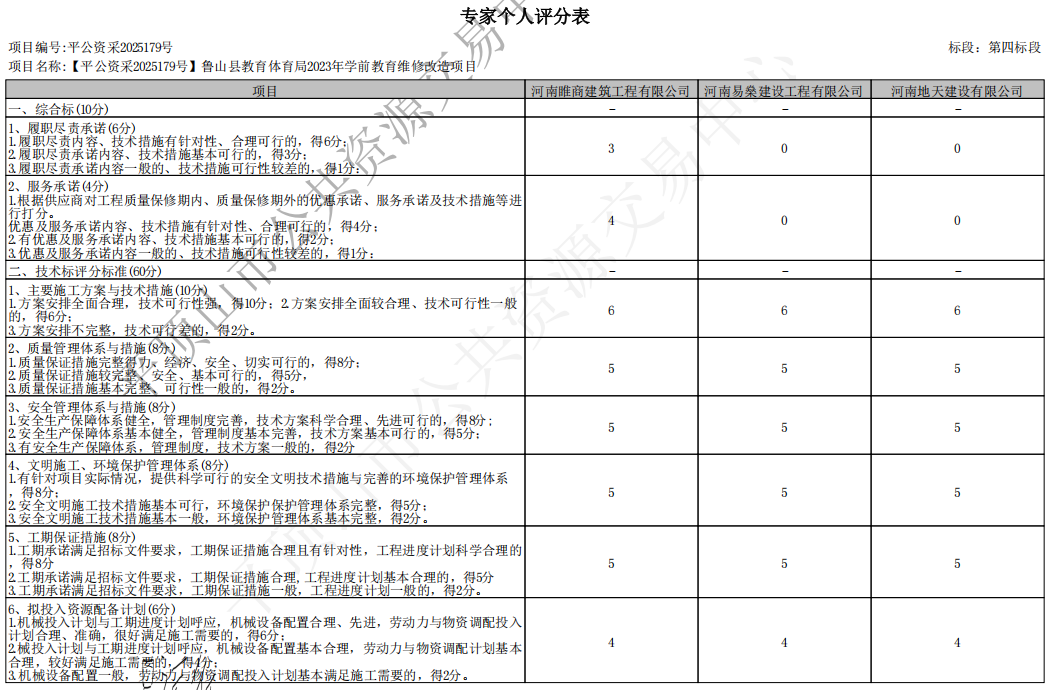 专家个人评分表
项目编号:平公资采2025179号 标段：第四标段
项目名称:【平公资采2025179号】鲁山县教育体育局2023年学前教育维修改造项目
项目 河南睢商建筑工程有限公司 河南易燊建设工程有限公司 河南地天建设有限公司
一、综合标(10分) - - -
1、履职尽责承诺(6分)
1.履职尽责内容、技术措施有针对性、合理可行的，得6分；
2.履职尽责承诺内容、技术措施基本可行的，得3分；
3.履职尽责承诺内容一般的、技术措施可行性较差的，得1分；
3 0 0
2、服务承诺(4分)
1.根据供应商对工程质量保修期内、质量保修期外的优惠承诺、服务承诺及技术措施等进
行打分。
优惠及服务承诺内容、技术措施有针对性、合理可行的，得4分；
2.有优惠及服务承诺内容、技术措施基本可行的，得2分；
3.优惠及服务承诺内容一般的、技术措施可行性较差的，得1分；
4 0 0
二、技术标评分标准(60分) - - -
1、主要施工方案与技术措施(10分)
1.方案安排全面合理，技术可行性强，得10分；2.方案安排全面较合理、技术可行性一般
的，得6分；
3.方案安排不完整，技术可行差的，得2分。
6 6 6
2、质量管理体系与措施(8分)
1.质量保证措施完整得力、经济、安全、切实可行的，得8分；
2.质量保证措施较完整、安全、基本可行的，得5分，
3.质量保证措施基本完整、可行性一般的，得2分。
5 5 5
3、安全管理体系与措施(8分)
1.安全生产保障体系健全，管理制度完善，技术方案科学合理、先进可行的，得8分；
2.安全生产保障体系基本健全，管理制度基本完善，技术方案基本可行的，得5分；
3.有安全生产保障体系，管理制度，技术方案一般的，得2分
5 5 5
4、文明施工、环境保护管理体系(8分)
1.有针对项目实际情况，提供科学可行的安全文明技术措施与完善的环境保护管理体系
，得8分；
2.安全文明施工技术措施基本可行，环境保护保护管理体系完整，得5分；
3.安全文明施工技术措施基本一般，环境保护管理体系基本完整，得2分。
5 5 5
5、工期保证措施(8分)
1.工期承诺满足招标文件要求，工期保证措施合理且有针对性，工程进度计划科学合理的
，得8分
2.工期承诺满足招标文件要求，工期保证措施合理,工程进度计划基本合理的，得5分
3.工期承诺满足招标文件要求，工期保证措施一般，工程进度计划一般的，得2分。
5 5 5
6、拟投入资源配备计划(6分)
1.机械投入计划与工期进度计划呼应，机械设备配置合理、先进，劳动力与物资调配投入
计划合理、准确，很好满足施工需要的，得6分；
2.械投入计划与工期进度计划呼应，机械设备配置基本合理，劳动力与物资调配计划基本
合理，较好满足施工需要的，得4分；
3.机械设备配置一般，劳动力与物资调配投入计划基本满足施工需要的，得2分。
4 4 4
平顶山市公共资源交易中心
平顶山市公共资源交易中心